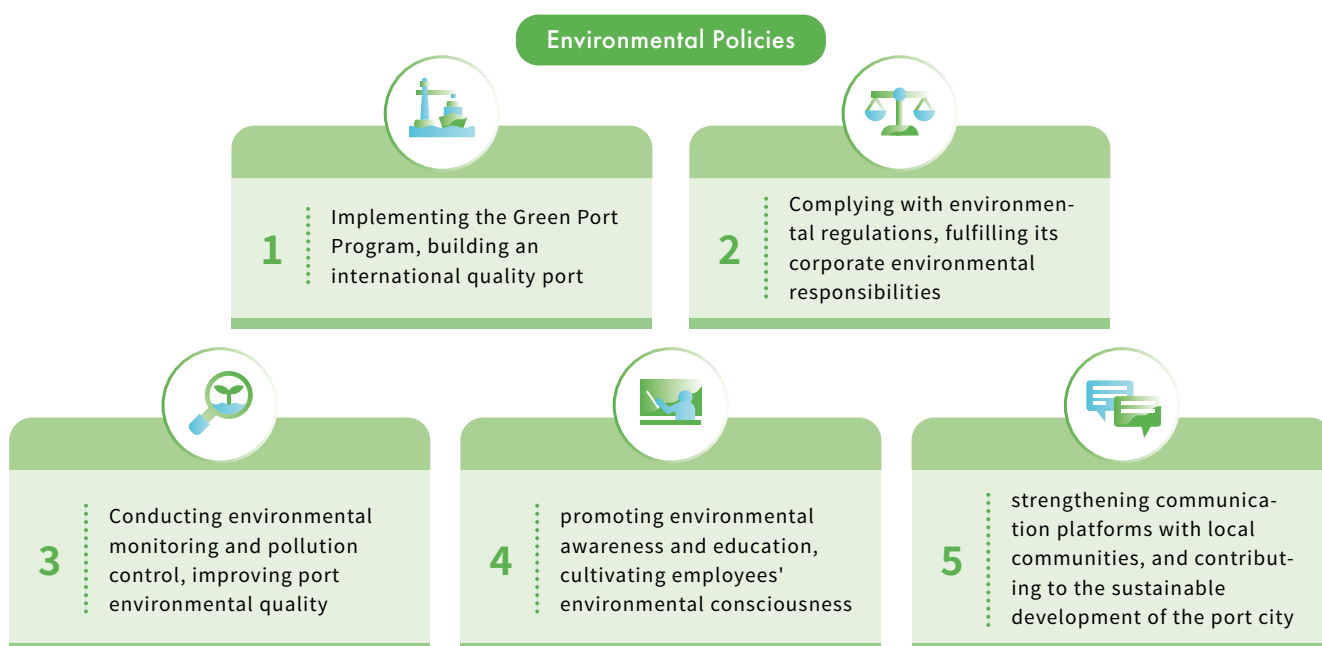 Environmental Policies
1
Implementing the Green Port
Program, building an
international quality port
2
Complying with environmen-
tal regulations, fulfilling its
corporate environmental
responsibilities
3
Conducting environmental
monitoring and pollution
control, improving port
environmental quality
4
promoting environmental
awareness and education,
cultivating employees'
environmental consciousness
5
strengthening communica-
tion platforms with local
communities, and contribut-
ing to the sustainable
development of the port city